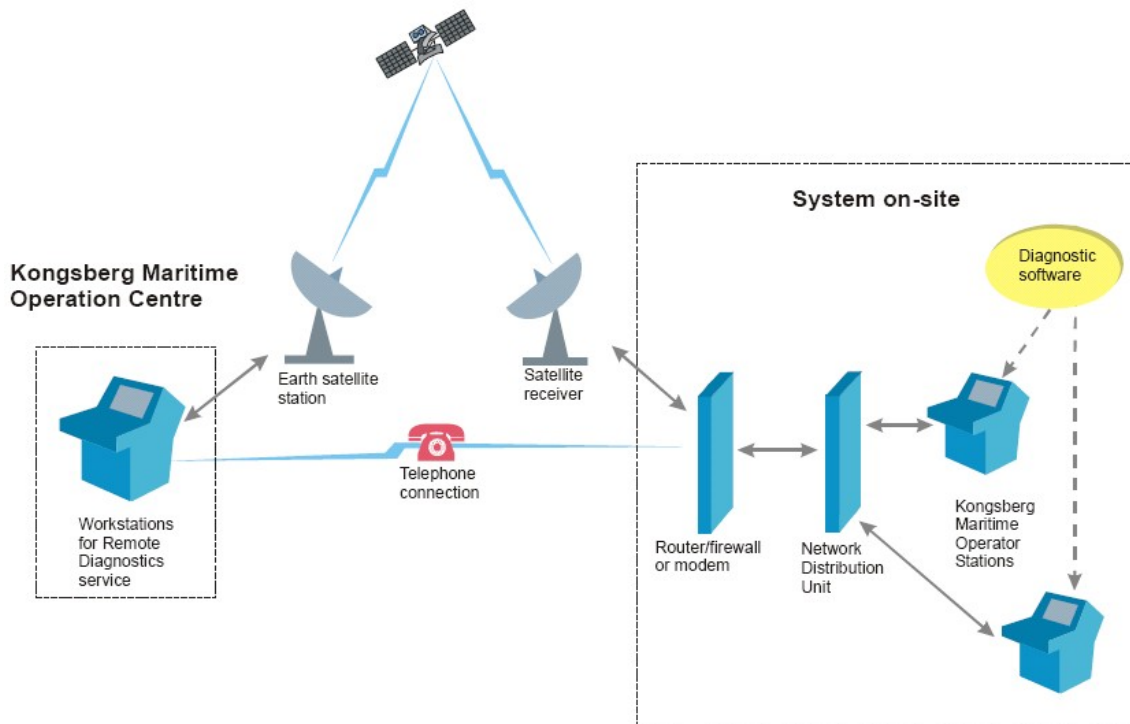 System on-site
Diagnostic
software
Kongsberg Maritime
Operation Centre
Earth satellite
station
Satellite
receiver
Telephone
connection
Workstations
for Remote
Diagnostics
service
Router/firewall
or modem
Network
Distribution
Unit
Kongsberg
Maritime
Operator
Stations